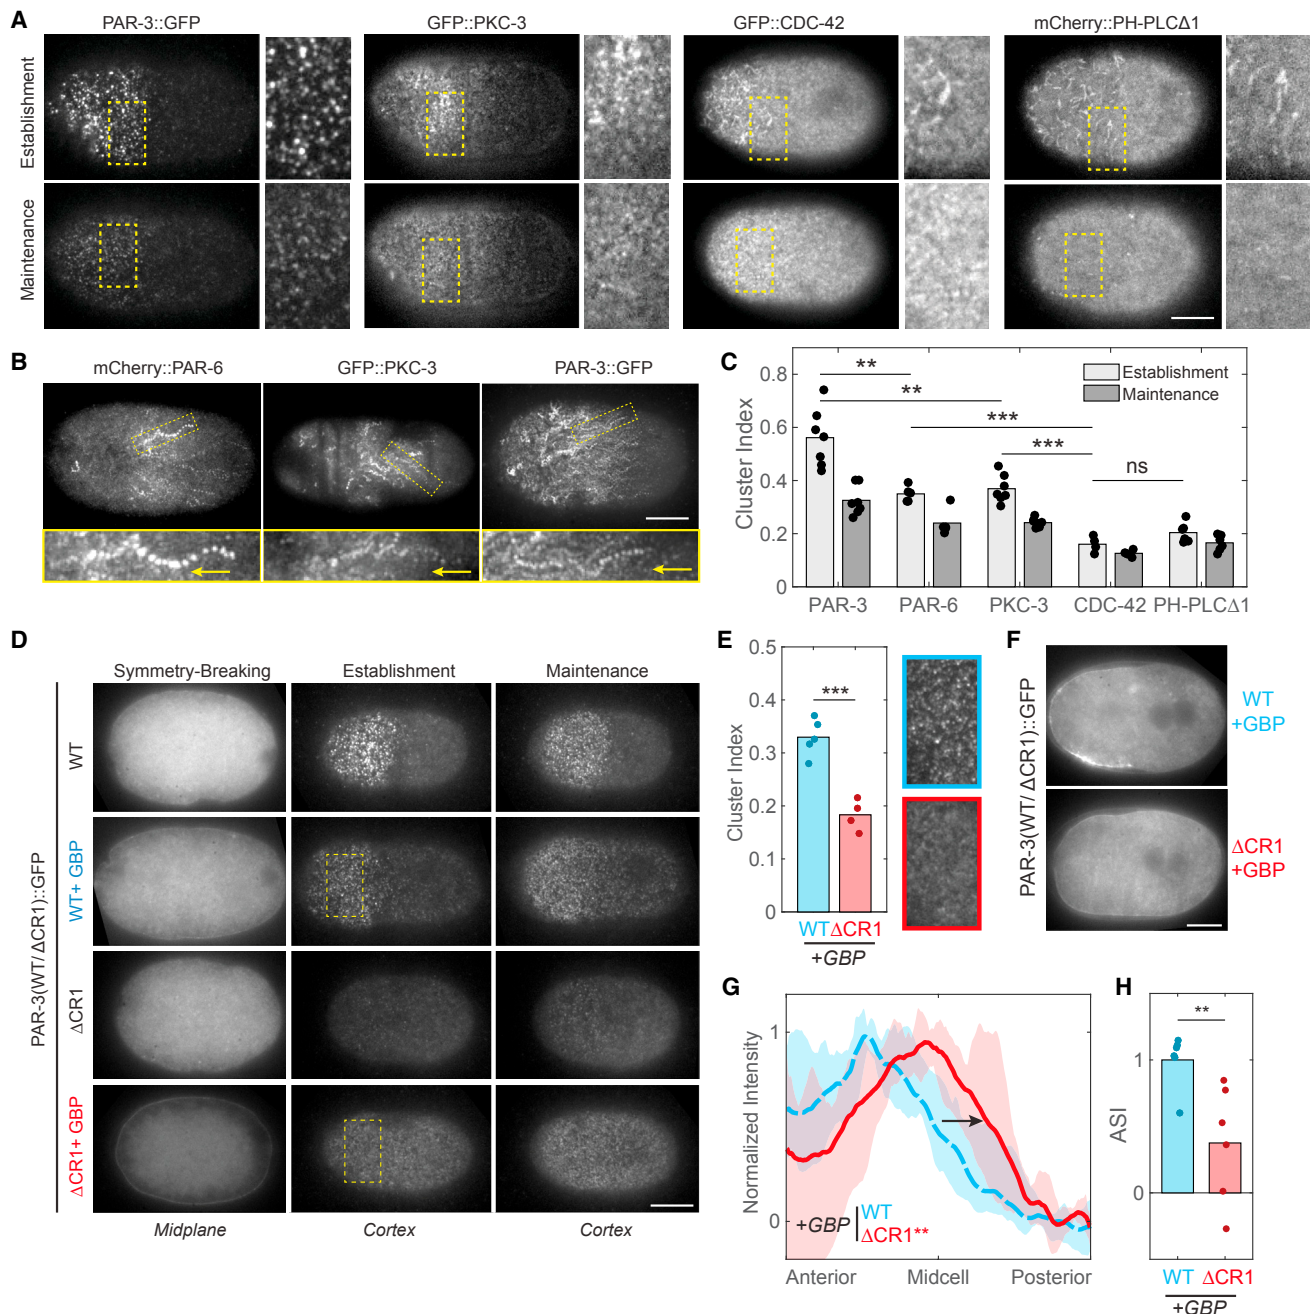 A
PAR-3::GFP
GFP::PKC-3
GFP::CDC-42
mCherry::PH-PLCΔ1
Establishment
Maintenance
B
mCherry::PAR-6
GFP::PKC-3
PAR-3::GFP
C
Cluster Index
0.8
0.6
0.4
0.2
0
**
**
***
***
ns
Establishment
Maintenance
PAR-3
PAR-6
PKC-3
CDC-42
PH-PLCΔ1
D
Symmetry-Breaking
Establishment
Maintenance
PAR-3(WT/ΔCR1)::GFP
WT
WT+ GBP
ΔCR1
ΔCR1+ GBP
Midplane
Cortex
Cortex
E
Cluster Index
0.5
0.4
0.3
0.2
0.1
0
***
WT ΔCR1
+GBP
F
PAR-3(WT/ΔCR1)::GFP
WT
+GBP
ΔCR1
+GBP
G
Normalized Intensity
1
0
+GBP
WT
ΔCR1**
Anterior
Midcell
Posterior
H
ASI
1
0
**
WT ΔCR1
+GBP